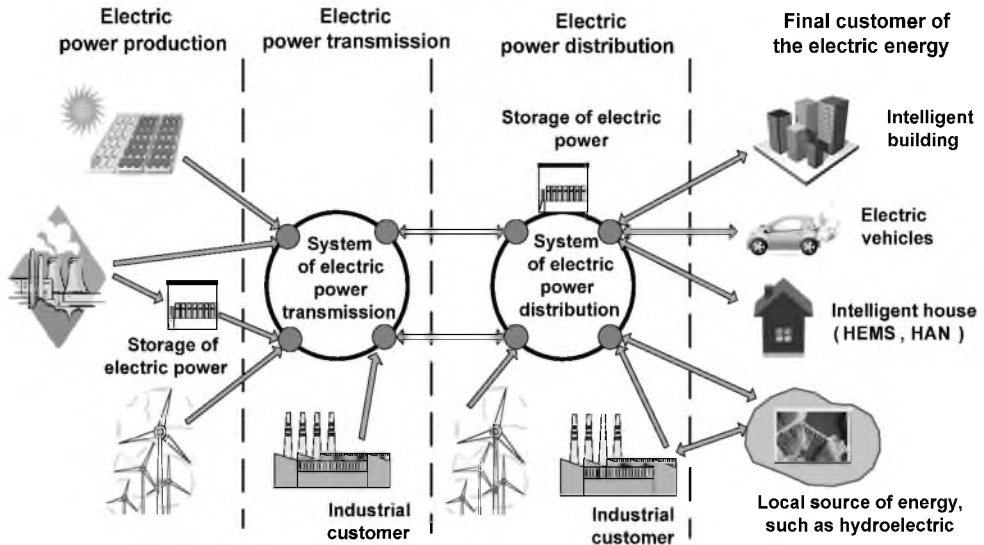 Electric
power production
Electric
power transmission
Electric
power distribution
Final customer of
the electric energy
Storage of electric
power
Intelligent
building
System
of electric
power
transmission
System
of electric
power
distribution
Electric
vehicles
Storage of
electric power
Intelligent house
( HEMS , HAN )
Industrial
customer
Industrial
customer
Local source of energy,
such as hydroelectric